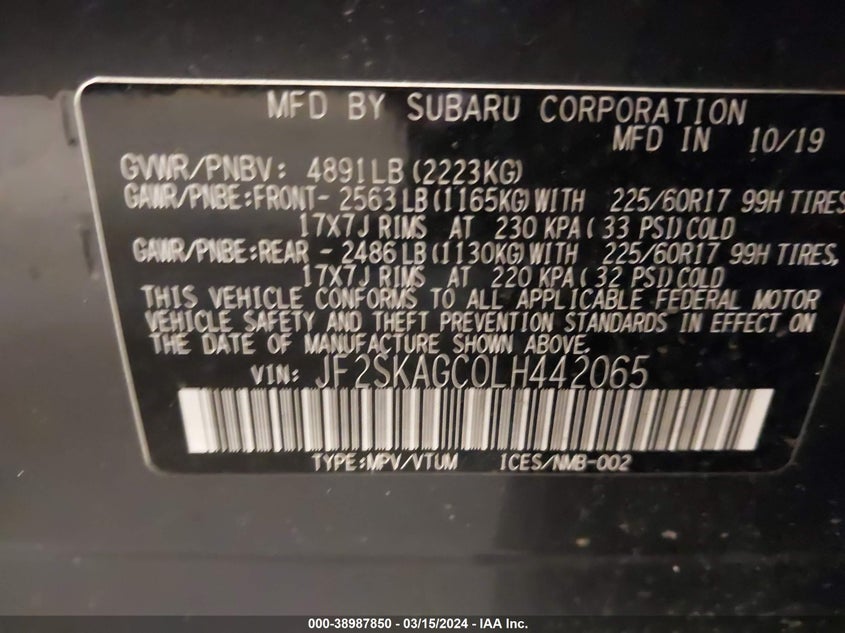 MFD BY SUBARU CORPORATION
MFD IN 10/19
GVWR/PNBV: 4891LB(2223KG)
GAWR/PNBE:FRONT- 2563LB(1165KG)WITH 225/60R17 99H TIRES,
17X7J RIMS AT 230 KPA( 33 PSI)COLD
GAWR/PNBE:REAR - 2486LB(1130KG)WITH 225/60R17 99H TIRES,
17X7J RIMS AT 220 KPA( 32 PSI)COLD
THIS VEHICLE CONFORMS TO ALL APPLICABLE FEDERAL MOTOR
VEHICLE SAFETY AND THEFT PREVENTION STANDARDS IN EFFECT ON
THE DATE OF MANUFACTURE SHOWN ABOVE.
VIN: JF2SKAGC0LH442065
TYPE:MPV/VTUM ICES/NMB-002
000-38987850 - 03/15/2024 - IAA Inc.